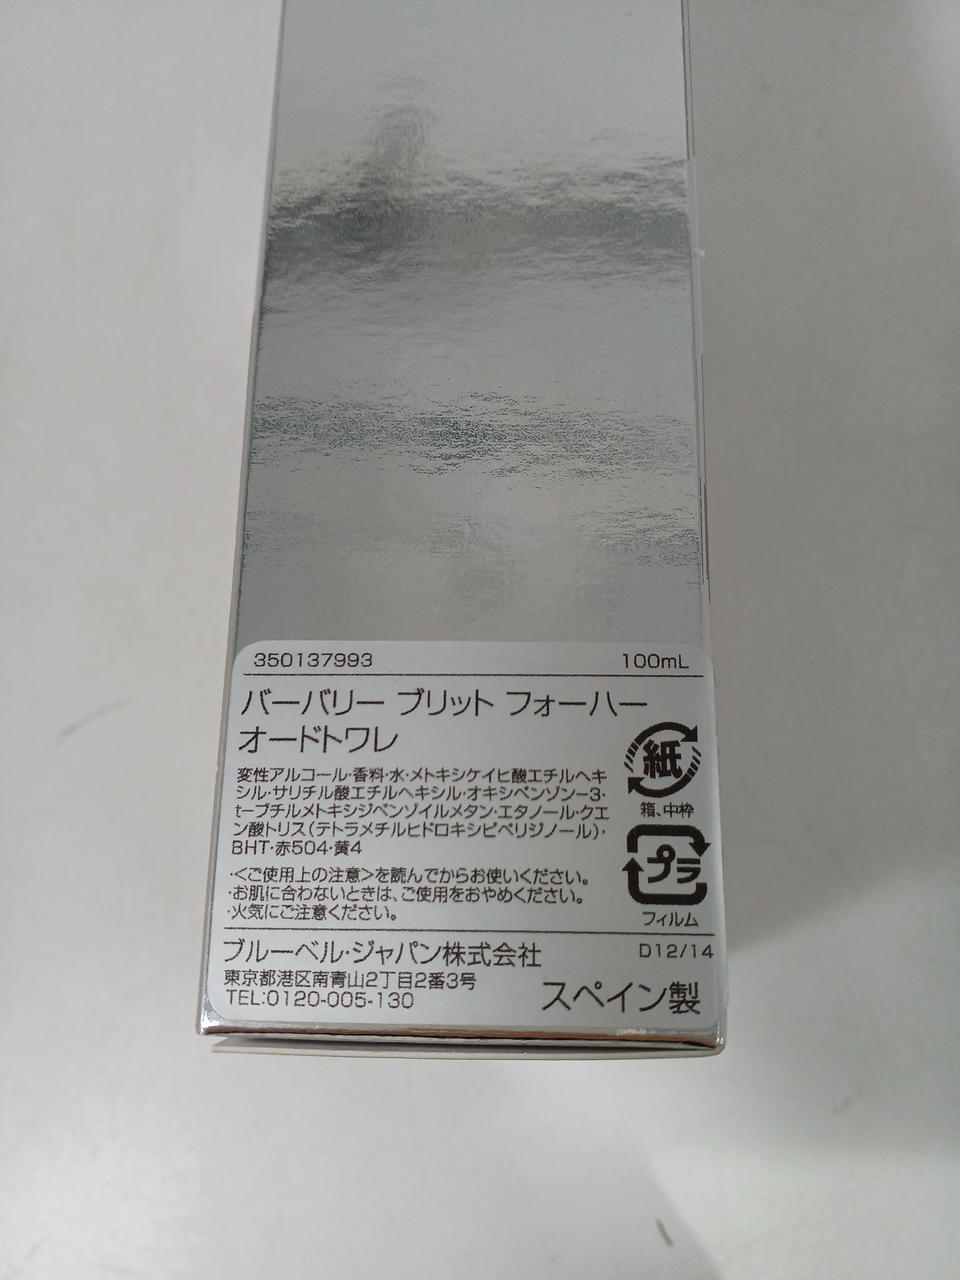 350137993 100mL
バーバリー ブリット フォーハー
オードトワレ
変性アルコール･香料･水･メトキシケイヒ酸エチルヘキ
シル･サリチル酸エチルヘキシル･オキシベンゾン-3･
t-ブチルメトキシジベンゾイルメタン･エタノール･クエ
ン酸トリス(テトラメチルヒドロキシピペリジノール)･
BHT･赤504･黄4
･<ご使用上の注意>を読んでからお使いください。
･お肌に合わないときは､ご使用をおやめください。
･火気にご注意ください。
紙
箱､中枠
プラ
フィルム
ブルーベル･ジャパン株式会社 D12/14
東京都港区南青山2丁目2番3号
TEL:0120-005-130
スペイン製